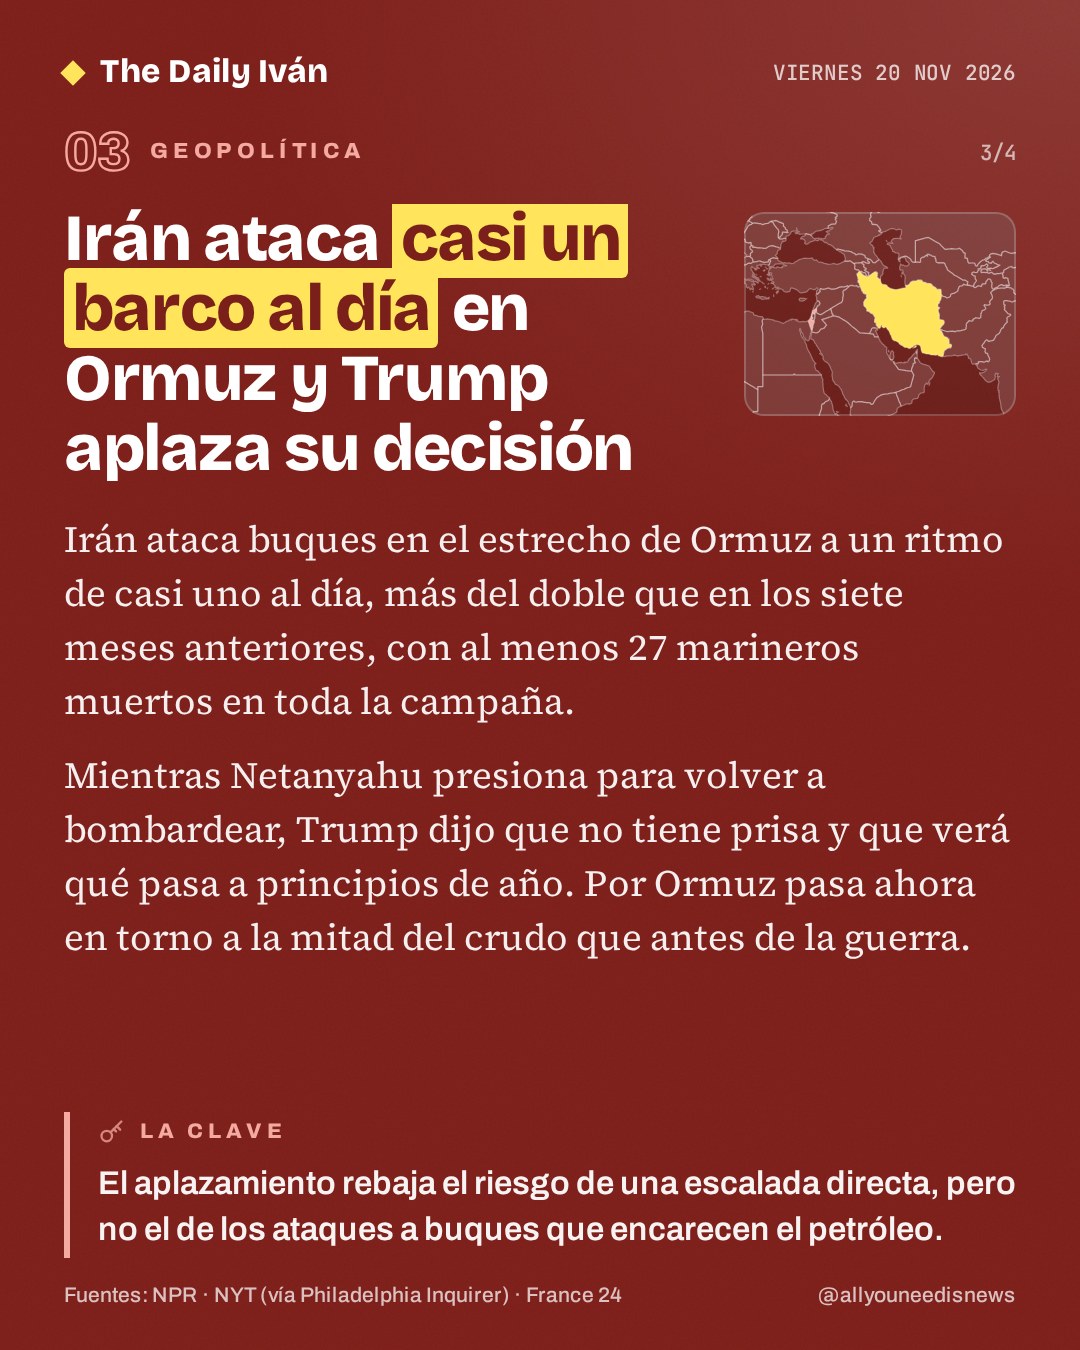 The Daily Iván
VIERNES 20 NOV 2026
03 GEOPOLÍTICA
3/4
Irán ataca casi un
barco al día en
Ormuz y Trump
aplaza su decisión
Irán ataca buques en el estrecho de Ormuz a un ritmo
de casi uno al día, más del doble que en los siete
meses anteriores, con al menos 27 marineros
muertos en toda la campaña.
Mientras Netanyahu presiona para volver a
bombardear, Trump dijo que no tiene prisa y que verá
qué pasa a principios de año. Por Ormuz pasa ahora
en torno a la mitad del crudo que antes de la guerra.
LA CLAVE
El aplazamiento rebaja el riesgo de una escalada directa, pero
no el de los ataques a buques que encarecen el petróleo.
Fuentes: NPR · NYT (vía Philadelphia Inquirer) · France 24
@allyouneedisnews